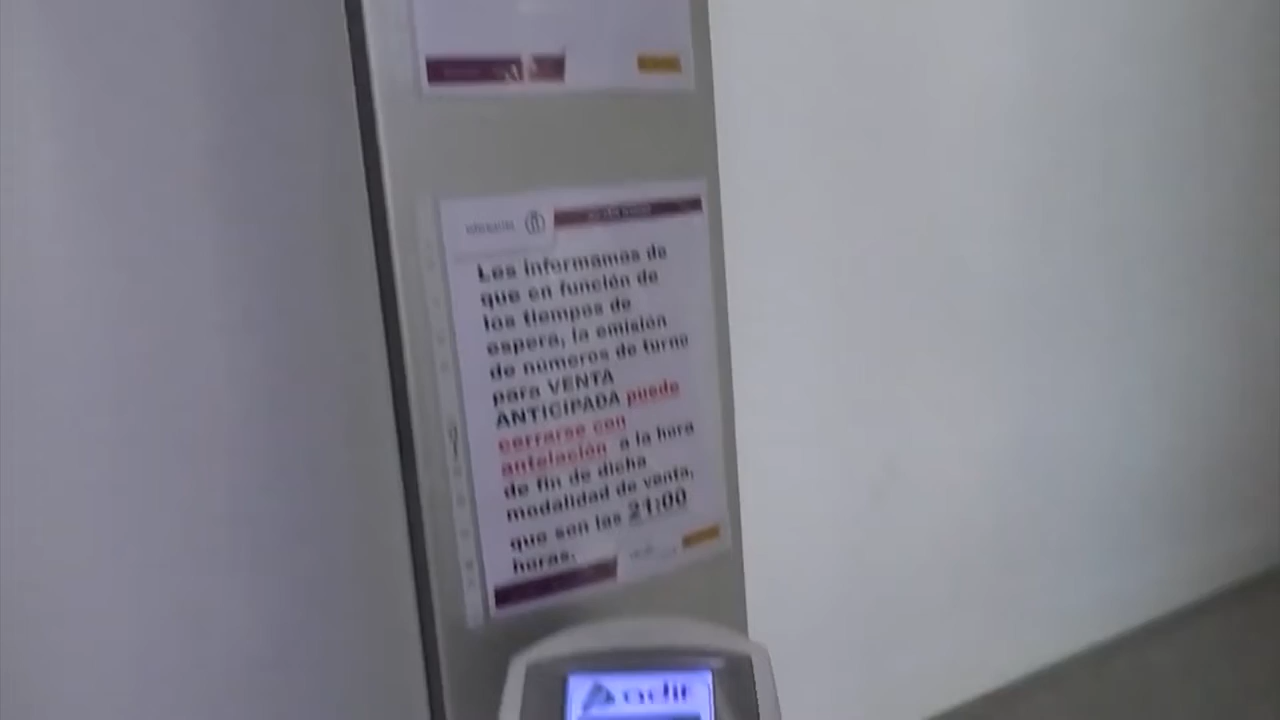 Les informamos de
que en función de
los tiempos de
espera, la emisión
de números de turno
para VENTA
ANTICIPADA puede
cerrarse con
antelación a la hora
de fin de dicha
modalidad de venta,
que son las 21:00
horas.
adif